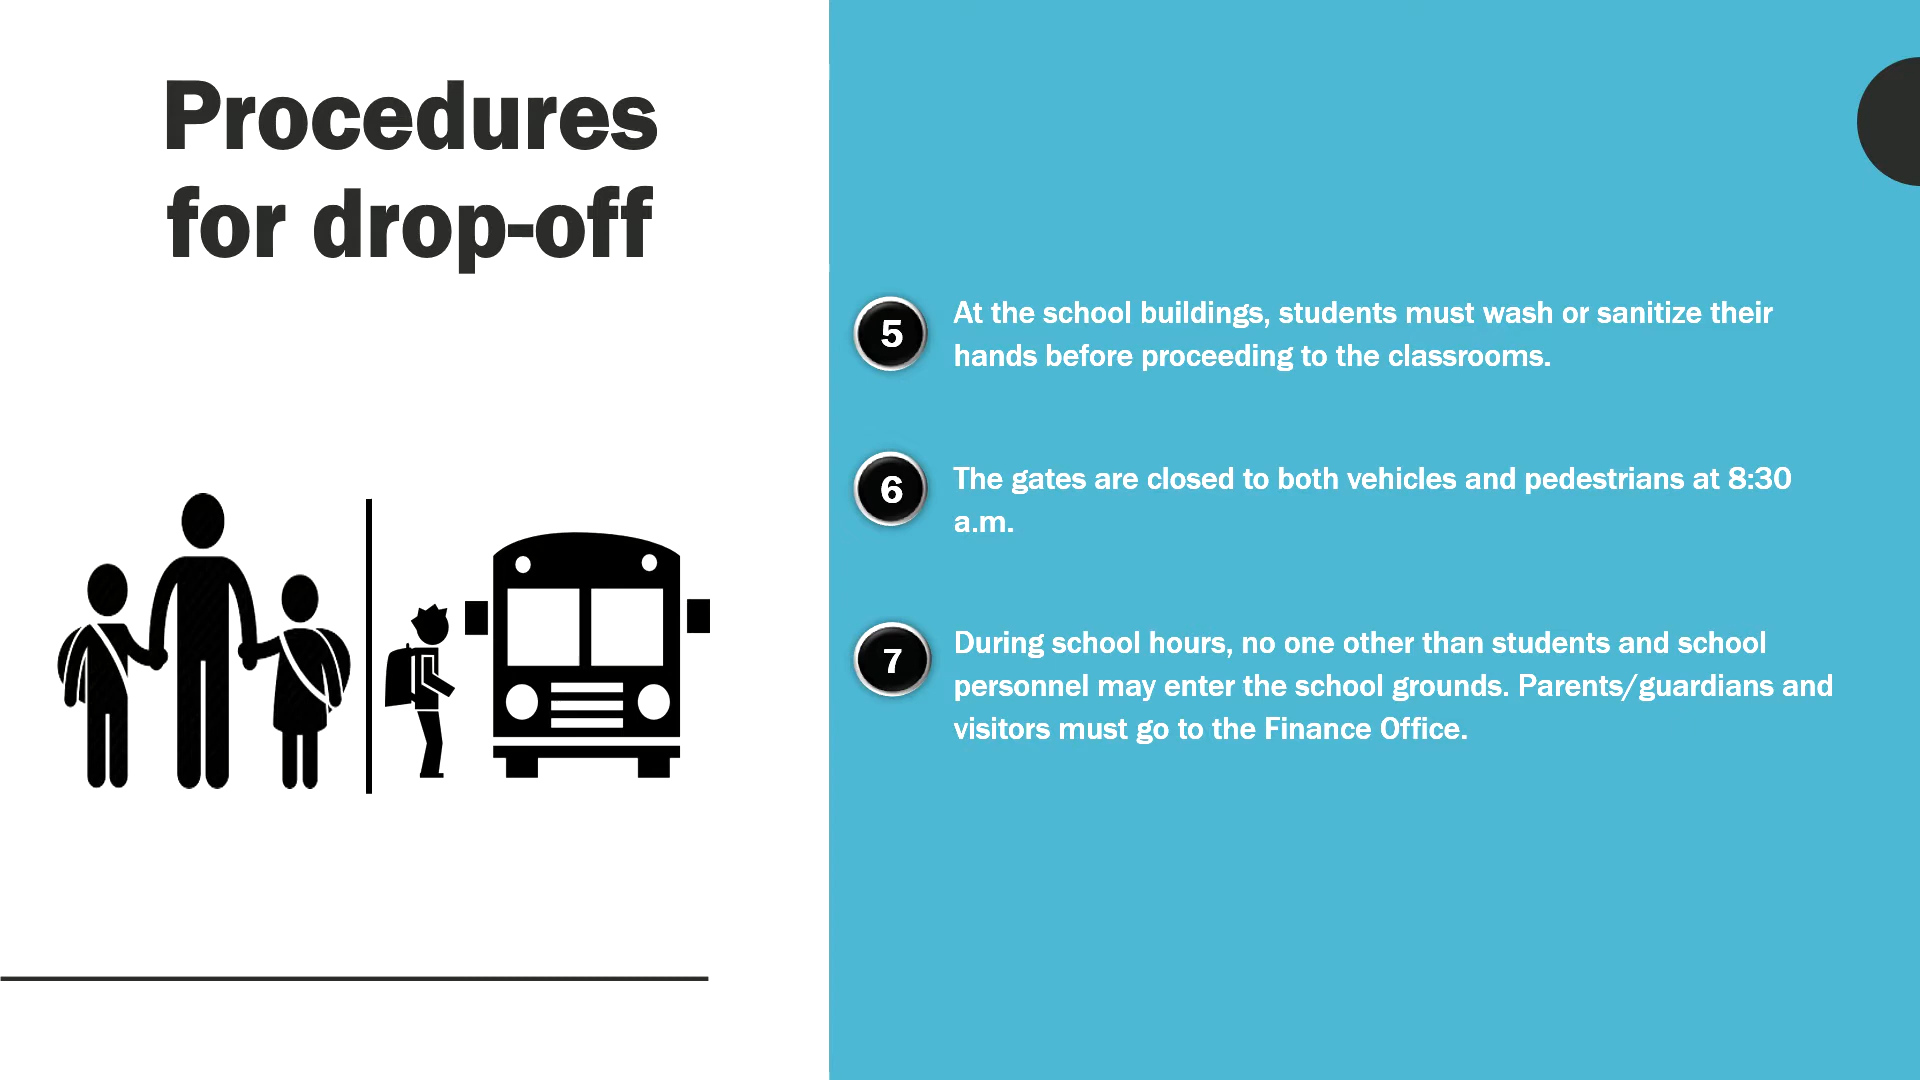 Procedures
for drop-off
5
At the school buildings, students must wash or sanitize their
hands before proceeding to the classrooms.
6
The gates are closed to both vehicles and pedestrians at 8:30
a.m.
7
During school hours, no one other than students and school
personnel may enter the school grounds. Parents/guardians and
visitors must go to the Finance Office.